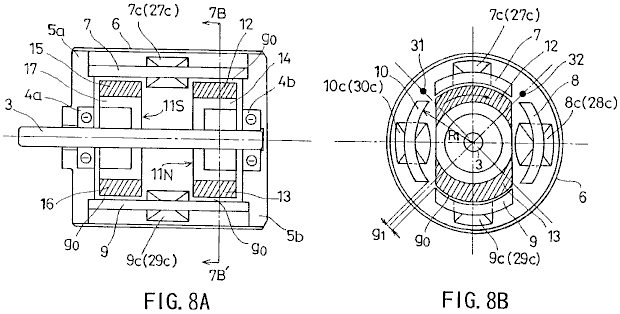 7c(27c)
7B
6
7
12
g0
5a
15
14
17
4a
4b
3
11S
11N
16
13
g0
9
g0
5b
9c(29c)
7B'
FIG. 8A
7c(27c)
7
31
12
32
10
8
10c(30c)
8c(28c)
R1
3
6
g1
g0
9
13
9c(29c)
FIG. 8B